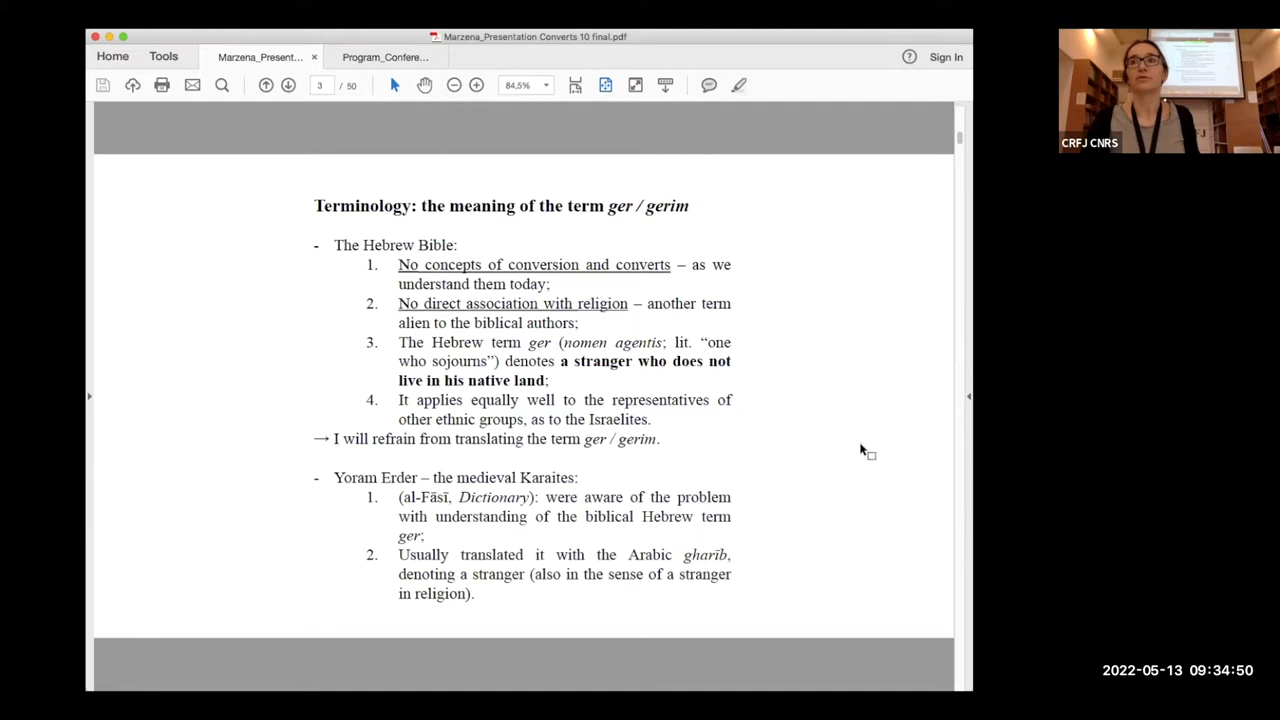 Marzena_Presentation Converts 10 final.pdf
Home
Tools
Marzena_Present...
×
Program_Confere...
?
Sign In
3 / 50
84,5%
Terminology: the meaning of the term ger / gerim
- The Hebrew Bible:
1. No concepts of conversion and converts – as we
understand them today;
2. No direct association with religion – another term
alien to the biblical authors;
3. The Hebrew term ger (nomen agentis; lit. “one
who sojourns”) denotes a stranger who does not
live in his native land;
4. It applies equally well to the representatives of
other ethnic groups, as to the Israelites.
→ I will refrain from translating the term ger / gerim.
- Yoram Erder – the medieval Karaites:
1. (al-Fāsī, Dictionary): were aware of the problem
with understanding of the biblical Hebrew term
ger;
2. Usually translated it with the Arabic gharīb,
denoting a stranger (also in the sense of a stranger
in religion).
CRFJ CNRS
2022-05-13 09:34:50